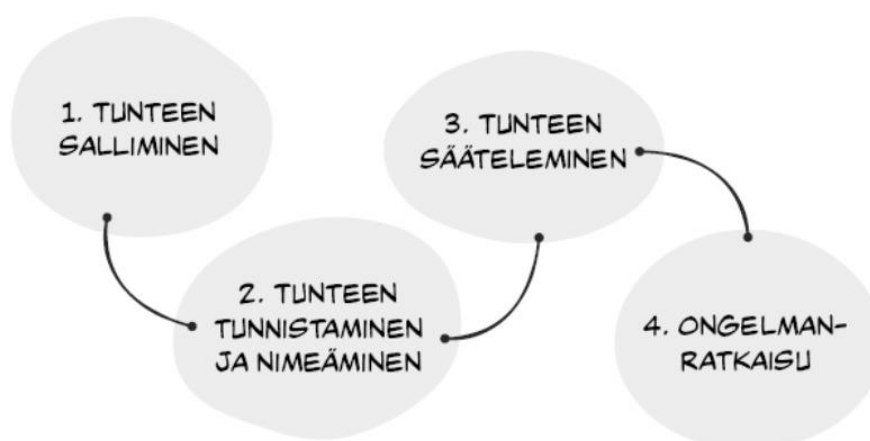 1. TUNTEEN
SALLIMINEN
2. TUNTEEN
TUNNISTAMINEN
JA NIMEÄMINEN
3. TUNTEEN
SÄÄTELEMINEN
4. ONGELMAN-
RATKAISU